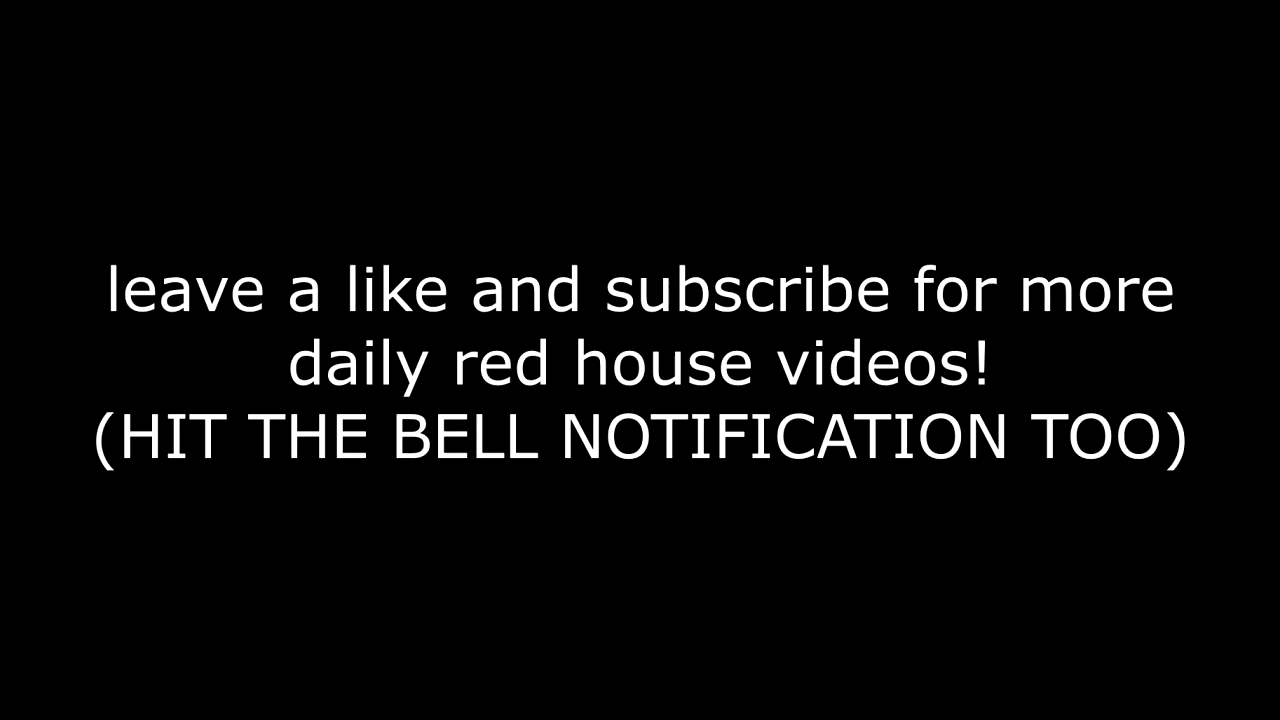 leave a like and subscribe for more
daily red house videos!
(HIT THE BELL NOTIFICATION TOO)